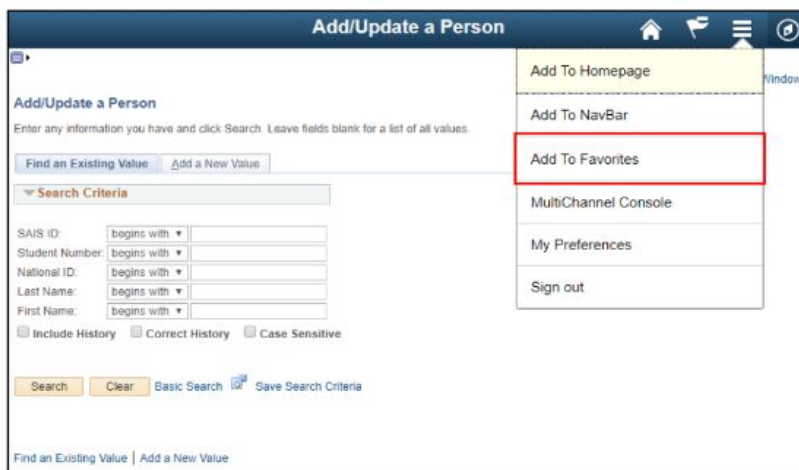 Add/Update a Person
Add To Homepage
Window
Add To NavBar
Add To Favorites
MultiChannel Console
My Preferences
Sign out
Add/Update a Person
Enter any information you have and click Search. Leave fields blank for a list of all values.
Find an Existing Value Add a New Value
Search Criteria
SAIS ID: begins with
Student Number: begins with
National ID: begins with
Last Name: begins with
First Name: begins with
Include History Correct History Case Sensitive
Search Clear Basic Search Save Search Criteria
Find an Existing Value | Add a New Value